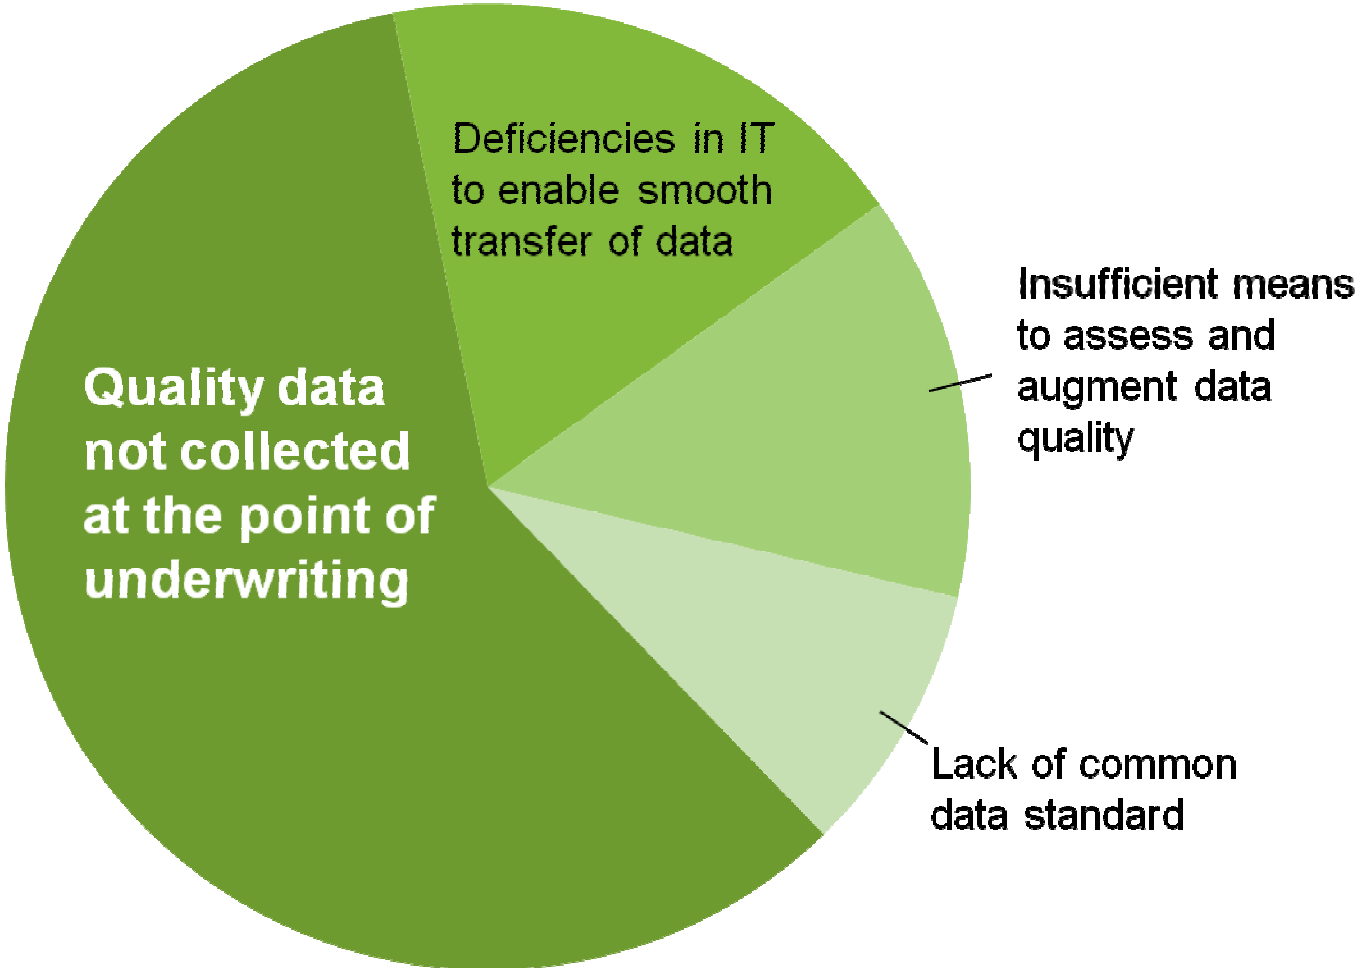 Deficiencies in IT
to enable smooth
transfer of data
Insufficient means
to assess and
augment data
quality
Quality data
not collected
at the point of
underwriting
Lack of common
data standard